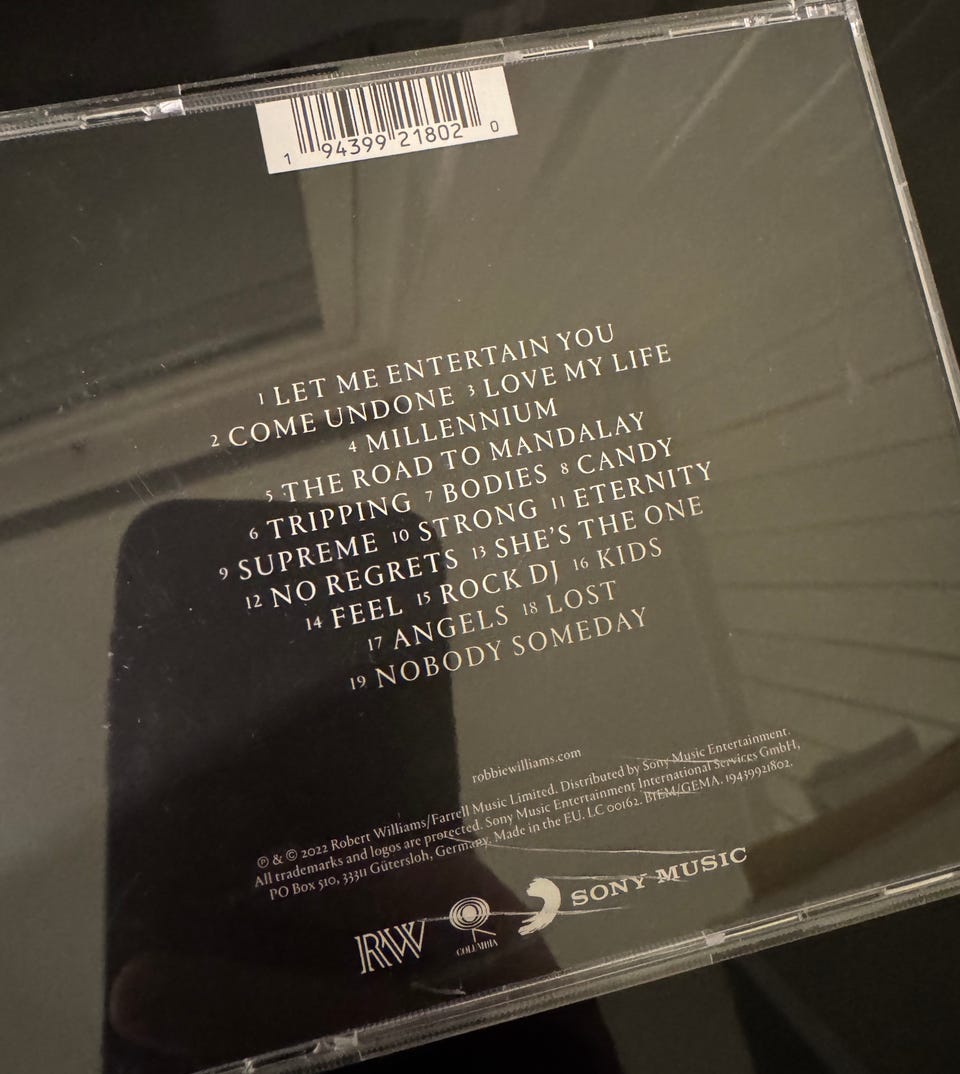 1 94399 21802 0
1 LET ME ENTERTAIN YOU
2 COME UNDONE 3 LOVE MY LIFE
4 MILLENNIUM
5 THE ROAD TO MANDALAY
6 TRIPPING 7 BODIES 8 CANDY
9 SUPREME 10 STRONG 11 ETERNITY
12 NO REGRETS 13 SHE'S THE ONE
14 FEEL 15 ROCK DJ 16 KIDS
17 ANGELS 18 LOST
19 NOBODY SOMEDAY
robbiewilliams.com
℗ & © 2022 Robert Williams/Farrell Music Limited. Distributed by Sony Music Entertainment.
All trademarks and logos are protected. Sony Music Entertainment International Services GmbH,
PO Box 510, 33311 Gütersloh, Germany. Made in the EU. LC 00162. BIEM/GEMA. 19439921802.
RW COLUMBIA SONY MUSIC